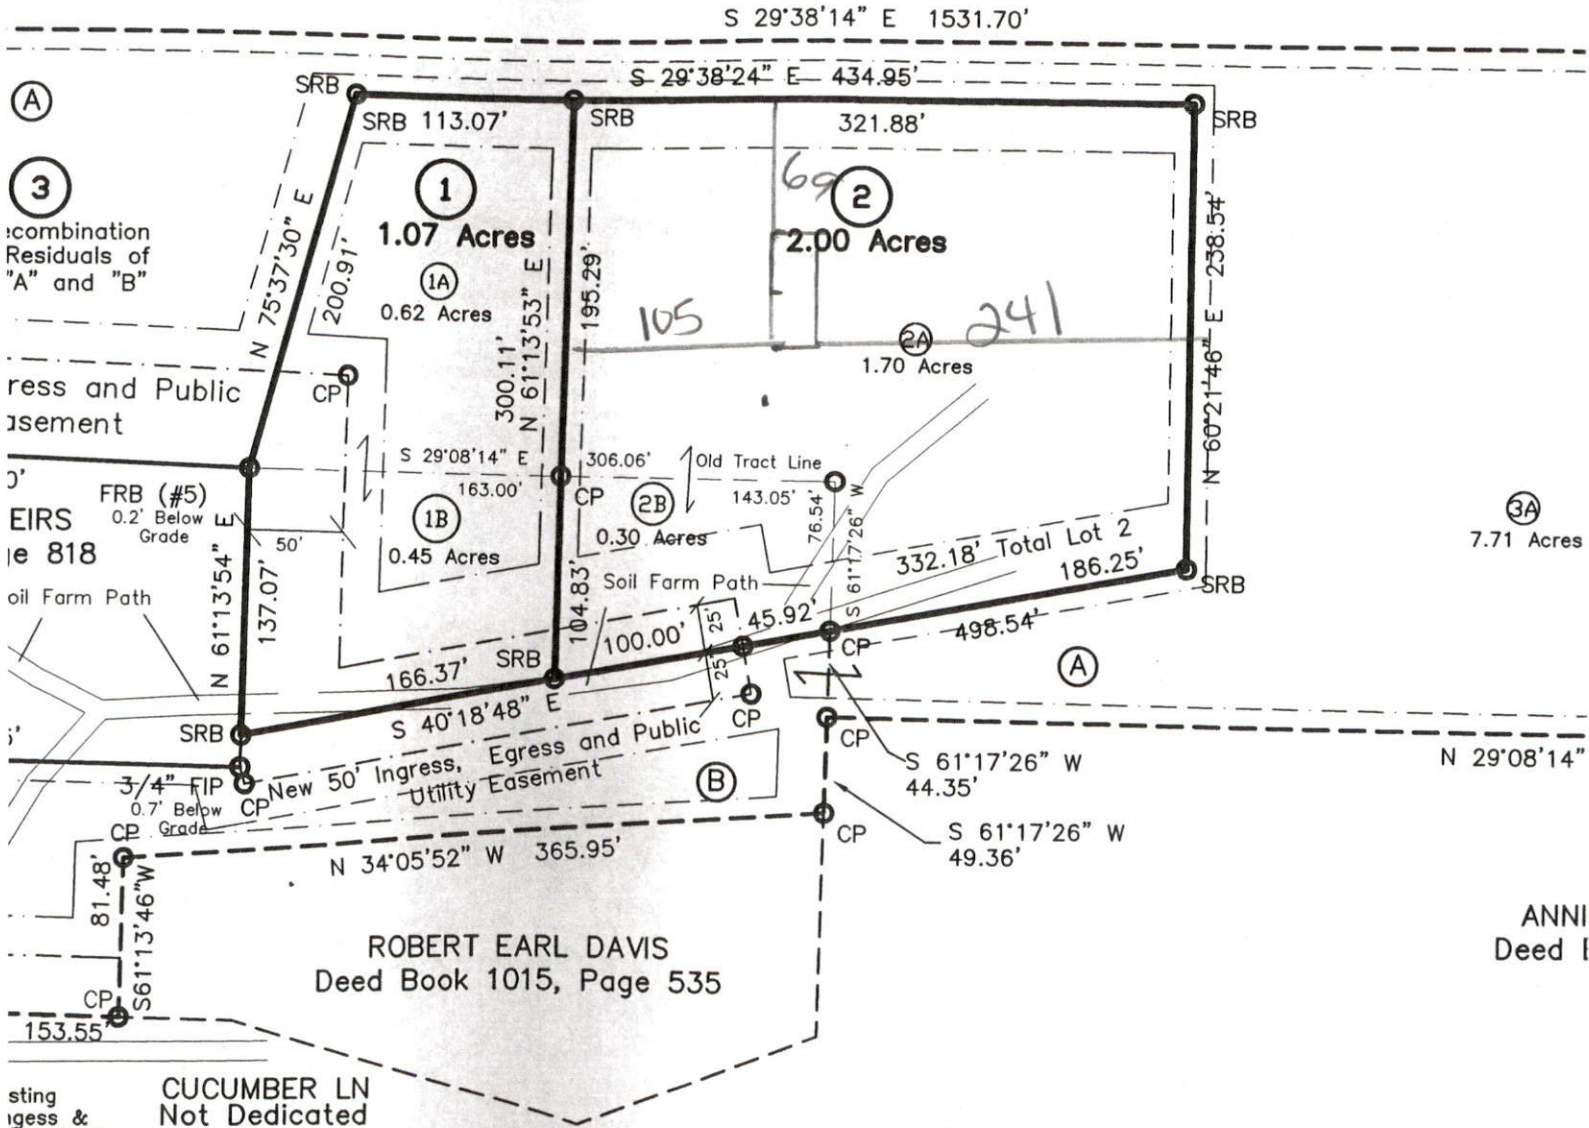 S 29°38'14" E 1531.70'
S 29°38'24" E 434.95'
SRB
SRB 113.07'
SRB
321.88'
SRB
A
3
1
1.07 Acres
69
2
2.00 Acres
ecombination
Residuals of
"A" and "B"
N 75°37'30" E
200.91'
1A
0.62 Acres
300.11'
N 61°13'53" E
195.29'
105
241
2A
1.70 Acres
N 60°21'46" E 238.54'
ress and Public
asement
CP
S 29°08'14" E
163.00'
306.06'
Old Tract Line
143.05'
CP
76.54'
S 61°17'26" W
0'
FRB (#5)
0.2' Below
Grade
EIRS
ge 818
50'
1B
0.45 Acres
2B
0.30 Acres
3A
7.71 Acres
332.18' Total Lot 2
186.25'
SRB
oil Farm Path
N 61°13'54" E
137.07'
104.83'
Soil Farm Path
25'
25'
45.92'
100.00'
SRB
166.37'
S 40°18'48" E
498.54'
CP
A
CP
SRB
5'
New 50' Ingress, Egress and Public
Utility Easement
3/4" FIP
0.7' Below
Grade
CP
B
CP
S 61°17'26" W
44.35'
N 29°08'14"
CP
S 61°17'26" W
49.36'
CP
N 34°05'52" W 365.95'
81.48'
S61°13'46"W
ROBERT EARL DAVIS
Deed Book 1015, Page 535
ANNI
Deed
CP
153.55'
CUCUMBER LN
Not Dedicated
sting
ngess &